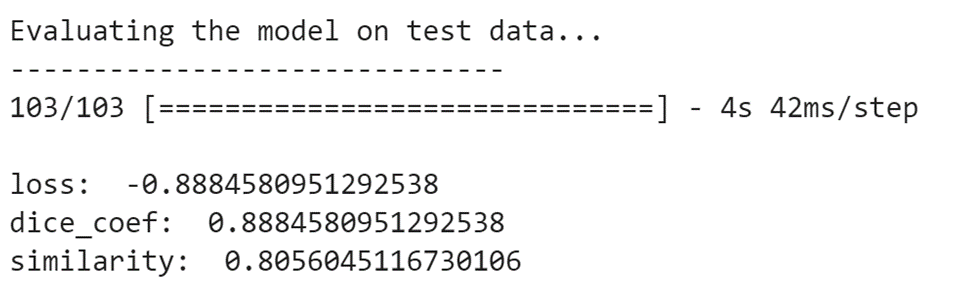 Evaluating the model on test data...
------------------------------
103/103 [==============================] - 4s 42ms/step
loss:  -0.8884580951292538
dice_coef:  0.8884580951292538
similarity:  0.8056045116730106